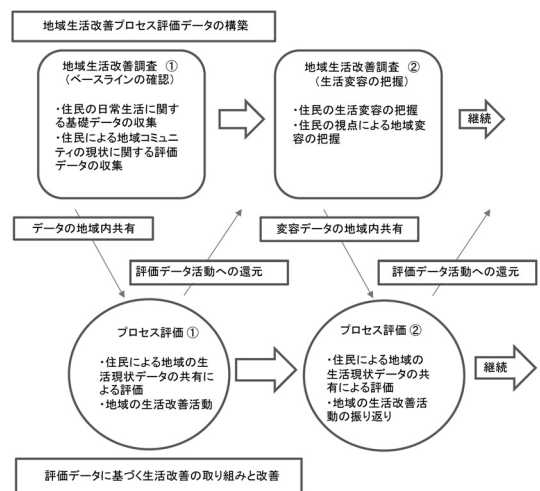 地域生活改善プロセス評価データの構築
地域生活改善調査 ①
(ベースラインの確認)
・住民の日常生活に関する
基礎データの収集
・住民による地域コミュニ
ティの現状に関する評価
データの収集
地域生活改善調査 ②
(生活変容の把握)
・住民の生活変容の把握
・住民の視点による地域変
容の把握
継続
データの地域内共有
変容データの地域内共有
評価データ活動への還元
評価データ活動への還元
プロセス評価 ①
・住民による地域の生
活現状データの共有
による評価
・地域の生活改善活動
プロセス評価 ②
・住民による地域の
生活現状データの共
有による評価
・地域の生活改善活
動の振り返り
継続
評価データに基づく生活改善の取り組みと改善